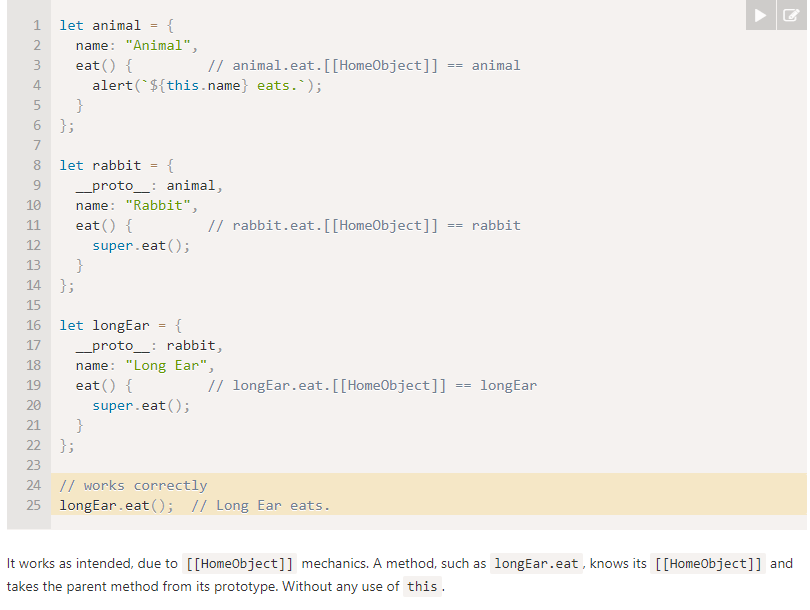 1 let animal = {
2   name: "Animal",
3   eat() {         // animal.eat.[[HomeObject]] == animal
4     alert(`${this.name} eats.`);
5   }
6 };
7
8 let rabbit = {
9   __proto__: animal,
10   name: "Rabbit",
11   eat() {         // rabbit.eat.[[HomeObject]] == rabbit
12     super.eat();
13   }
14 };
15
16 let longEar = {
17   __proto__: rabbit,
18   name: "Long Ear",
19   eat() {         // longEar.eat.[[HomeObject]] == longEar
20     super.eat();
21   }
22 };
23
24 // works correctly
25 longEar.eat();  // Long Ear eats.
It works as intended, due to [[HomeObject]] mechanics. A method, such as longEar.eat, knows its [[HomeObject]] and
takes the parent method from its prototype. Without any use of this.